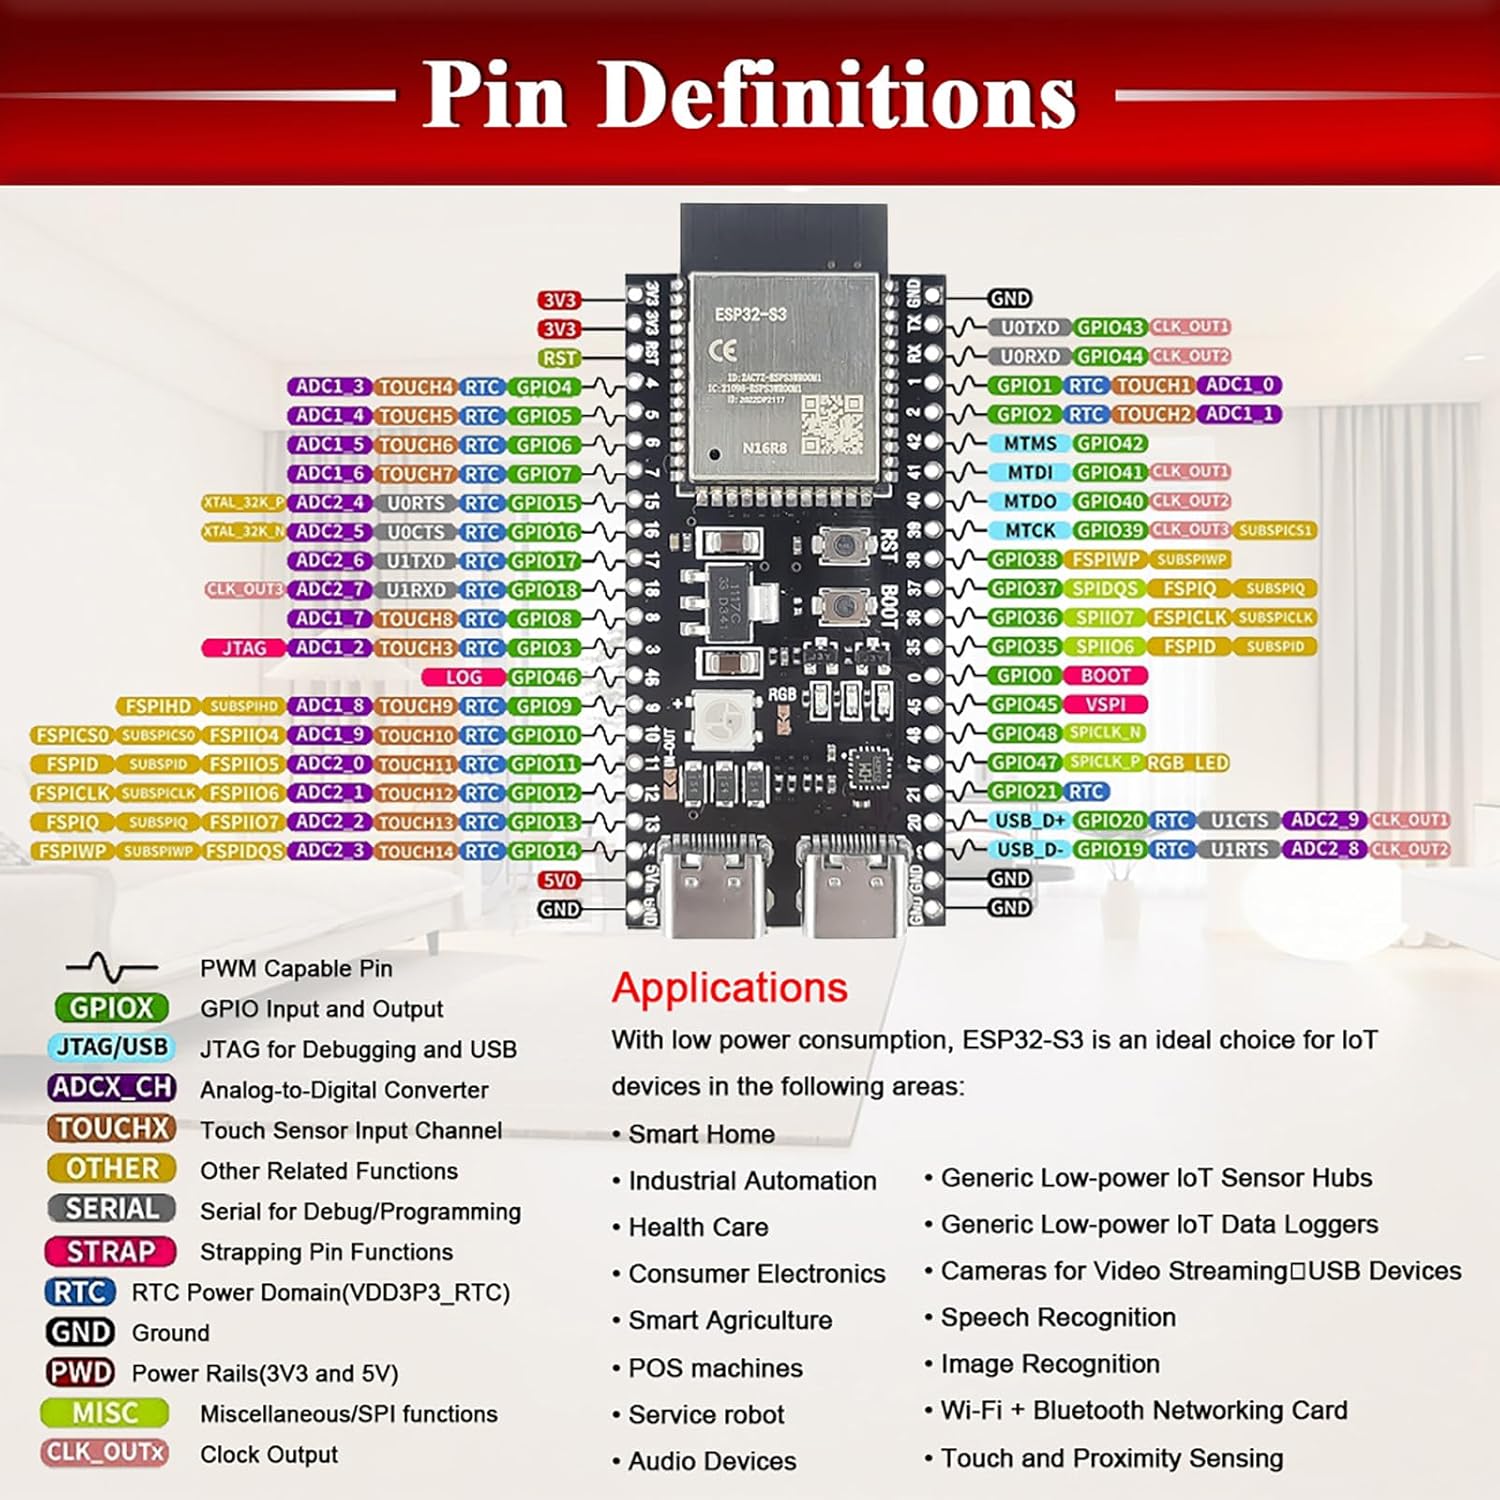 Pin Definitions
3V3 3V3 GND GND
3V3 3V3 TX U0TXD GPIO43 CLK_OUT1
RST RST RX U0RXD GPIO44 CLK_OUT2
ADC1_3 TOUCH4 RTC GPIO4 4 1 GPIO1 RTC TOUCH1 ADC1_0
ADC1_4 TOUCH5 RTC GPIO5 5 2 GPIO2 RTC TOUCH2 ADC1_1
ADC1_5 TOUCH6 RTC GPIO6 6 42 MTMS GPIO42
ADC1_6 TOUCH7 RTC GPIO7 7 41 MTDI GPIO41 CLK_OUT1
XTAL_32K_P ADC2_4 U0RTS RTC GPIO15 15 40 MTDO GPIO40 CLK_OUT2
XTAL_32K_N ADC2_5 U0CTS RTC GPIO16 16 39 MTCK GPIO39 CLK_OUT3 SUBSPICS1
ADC2_6 U1TXD RTC GPIO17 17 38 GPIO38 FSPIWP SUBSPIWP
CLK_OUT3 ADC2_7 U1RXD RTC GPIO18 18 37 GPIO37 SPIDQS FSPIQ SUBSPIQ
ADC1_7 TOUCH8 RTC GPIO8 8 36 GPIO36 SPIIO7 FSPICLK SUBSPICLK
JTAG ADC1_2 TOUCH3 RTC GPIO3 3 35 GPIO35 SPIIO6 FSPID SUBSPID
LOG GPIO46 46 0 GPIO0 BOOT
FSPIHD SUBSPIHD ADC1_8 TOUCH9 RTC GPIO9 9 45 GPIO45 VSPI
FSPICS0 SUBSPICS0 FSPIIO4 ADC1_9 TOUCH10 RTC GPIO10 10 48 GPIO48 SPICLK_N
FSPID SUBSPID FSPIIO5 ADC2_0 TOUCH11 RTC GPIO11 11 47 GPIO47 SPICLK_P RGB_LED
FSPICLK SUBSPICLK FSPIIO6 ADC2_1 TOUCH12 RTC GPIO12 12 21 GPIO21 RTC
FSPIQ SUBSPIQ FSPIIO7 ADC2_2 TOUCH13 RTC GPIO13 13 20 USB_D+ GPIO20 RTC U1CTS ADC2_9 CLK_OUT1
FSPIWP SUBSPIWP FSPIDQS ADC2_3 TOUCH14 RTC GPIO14 USB_D- GPIO19 RTC U1RTS ADC2_8 CLK_OUT2
5V0 5Vin GND GND
GND GND GND GND
ESP32-S3
CE
ID:2AC7Z-ESPS3WROOM1
IC:21098-ESPS3WROOM1
N16R8
RST
BOOT
1117C
RGB
IN-OUT
PWM Capable Pin
GPIOX GPIO Input and Output
JTAG/USB JTAG for Debugging and USB
ADCX_CH Analog-to-Digital Converter
TOUCHX Touch Sensor Input Channel
OTHER Other Related Functions
SERIAL Serial for Debug/Programming
STRAP Strapping Pin Functions
RTC RTC Power Domain(VDD3P3_RTC)
GND Ground
PWD Power Rails(3V3 and 5V)
MISC Miscellaneous/SPI functions
CLK_OUTx Clock Output
Applications
With low power consumption, ESP32-S3 is an ideal choice for IoT
devices in the following areas:
• Smart Home
• Industrial Automation
• Health Care
• Consumer Electronics
• Smart Agriculture
• POS machines
• Service robot
• Audio Devices
• Generic Low-power IoT Sensor Hubs
• Generic Low-power IoT Data Loggers
• Cameras for Video Streaming□USB Devices
• Speech Recognition
• Image Recognition
• Wi-Fi + Bluetooth Networking Card
• Touch and Proximity Sensing